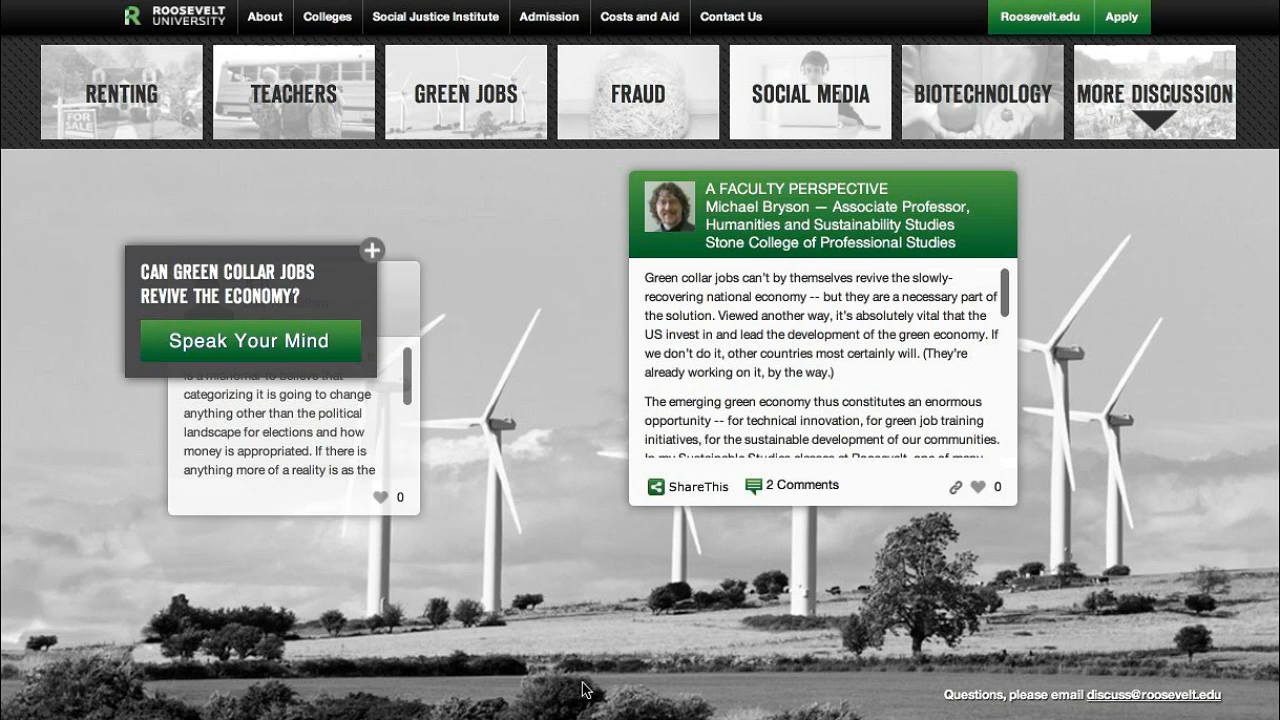 ROOSEVELT
UNIVERSITY
About
Colleges
Social Justice Institute
Admission
Costs and Aid
Contact Us
Roosevelt.edu
Apply
RENTING
FOR
SALE
TEACHERS
GREEN JOBS
FRAUD
SOCIAL MEDIA
BIOTECHNOLOGY
MORE DISCUSSION
CAN GREEN COLLAR JOBS
REVIVE THE ECONOMY?
Speak Your Mind
is a misnomer to believe that
categorizing it is going to change
anything other than the political
landscape for elections and how
money is appropriated. If there is
anything more of a reality is as the
0
A FACULTY PERSPECTIVE
Michael Bryson — Associate Professor,
Humanities and Sustainability Studies
Stone College of Professional Studies
Green collar jobs can't by themselves revive the slowly-
recovering national economy -- but they are a necessary part of
the solution. Viewed another way, it's absolutely vital that the
US invest in and lead the development of the green economy. If
we don't do it, other countries most certainly will. (They're
already working on it, by the way.)
The emerging green economy thus constitutes an enormous
opportunity -- for technical innovation, for green job training
initiatives, for the sustainable development of our communities.
In my Sustainable Studies classes at Roosevelt, one of many
ShareThis
2 Comments
0
Questions, please email discuss@roosevelt.edu